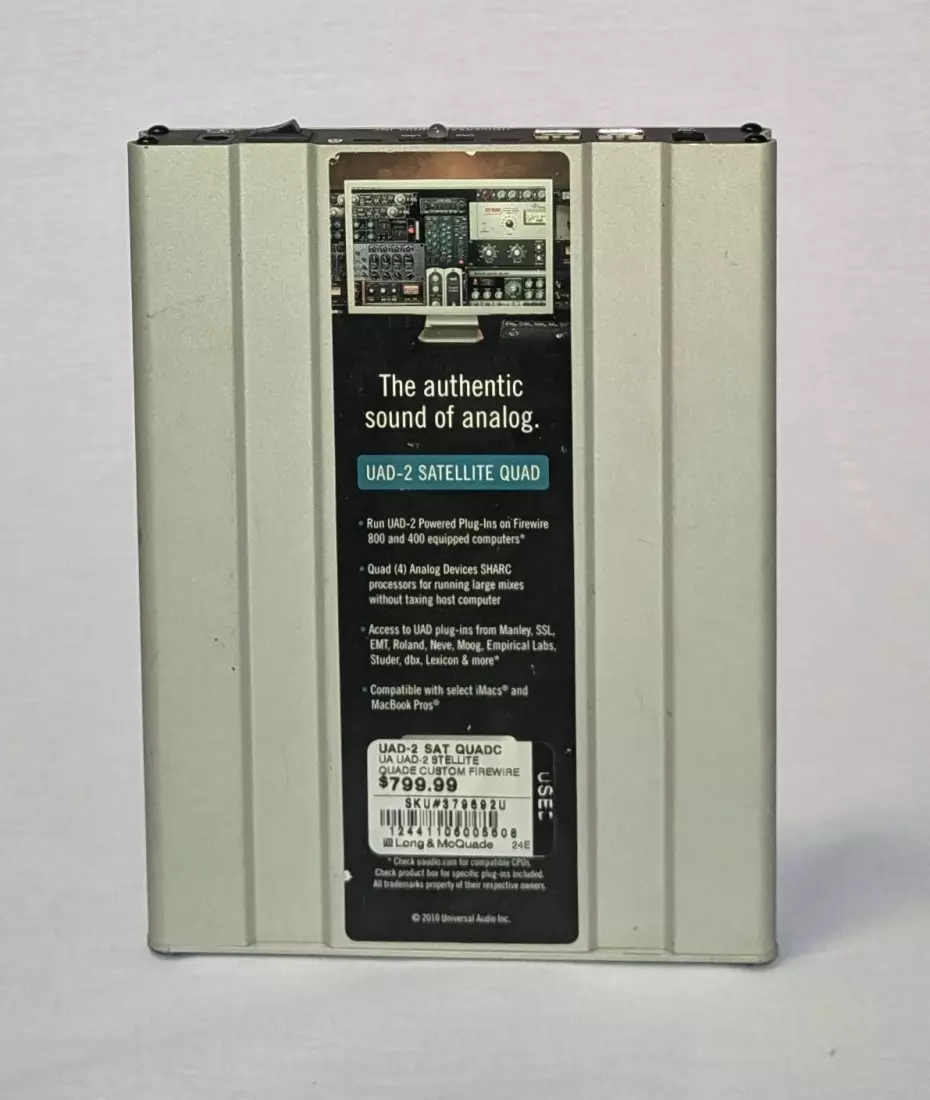 The authentic
sound of analog.
UAD-2 SATELLITE QUAD
• Run UAD-2 Powered Plug-Ins on Firewire
800 and 400 equipped computers*
• Quad (4) Analog Devices SHARC
processors for running large mixes
without taxing host computer
• Access to UAD plug-ins from Manley, SSL,
EMT, Roland, Neve, Moog, Empirical Labs,
Studer, dbx, Lexicon & more*
• Compatible with select iMacs® and
MacBook Pros®
UAD-2 SAT QUADC
UA UAD-2 STELLITE
QUADE CUSTOM FIREWIRE
$799.99
SKU#379692U
12441106005608
Long & McQuade 24E
USED
* Check uaudio.com for compatible CPUs.
Check product box for specific plug-ins included.
All trademarks property of their respective owners.
© 2010 Universal Audio Inc.